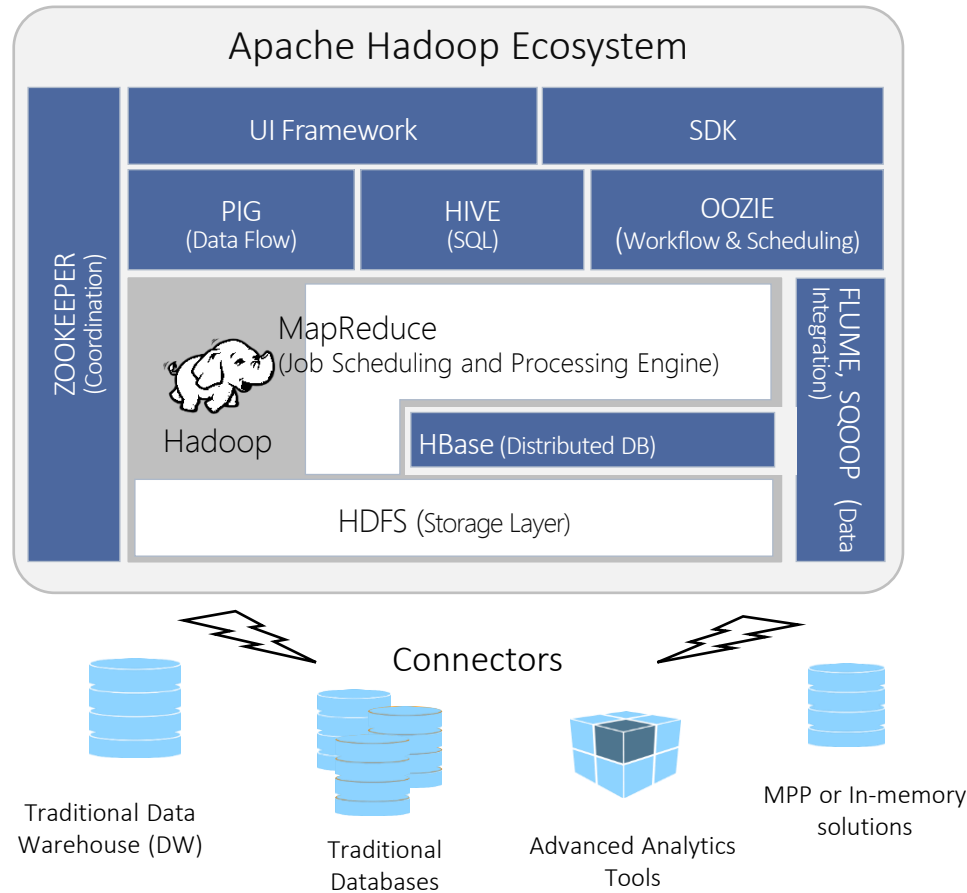 Apache Hadoop Ecosystem
UI Framework
SDK
ZOOKEEPER
(Coordination)
PIG
(Data Flow)
HIVE
(SQL)
OOZIE
(Workflow & Scheduling)
MapReduce
(Job Scheduling and Processing Engine)
Hadoop
HBase (Distributed DB)
HDFS (Storage Layer)
FLUME, SQOOP (Data
Integration)
Connectors
Traditional Data
Warehouse (DW)
Traditional
Databases
Advanced Analytics
Tools
MPP or In-memory
solutions